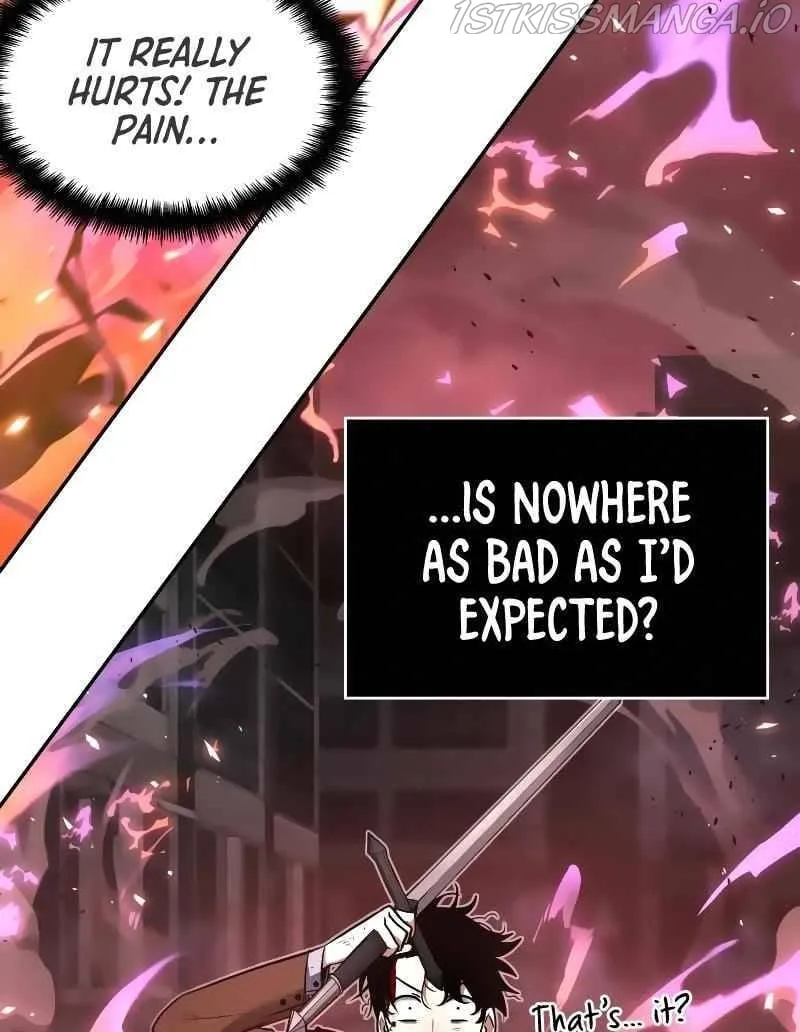 1STKISSMANGA.IO
IT REALLY
HURTS! THE
PAIN...
...IS NOWHERE
AS BAD AS I'D
EXPECTED?
That's... it?